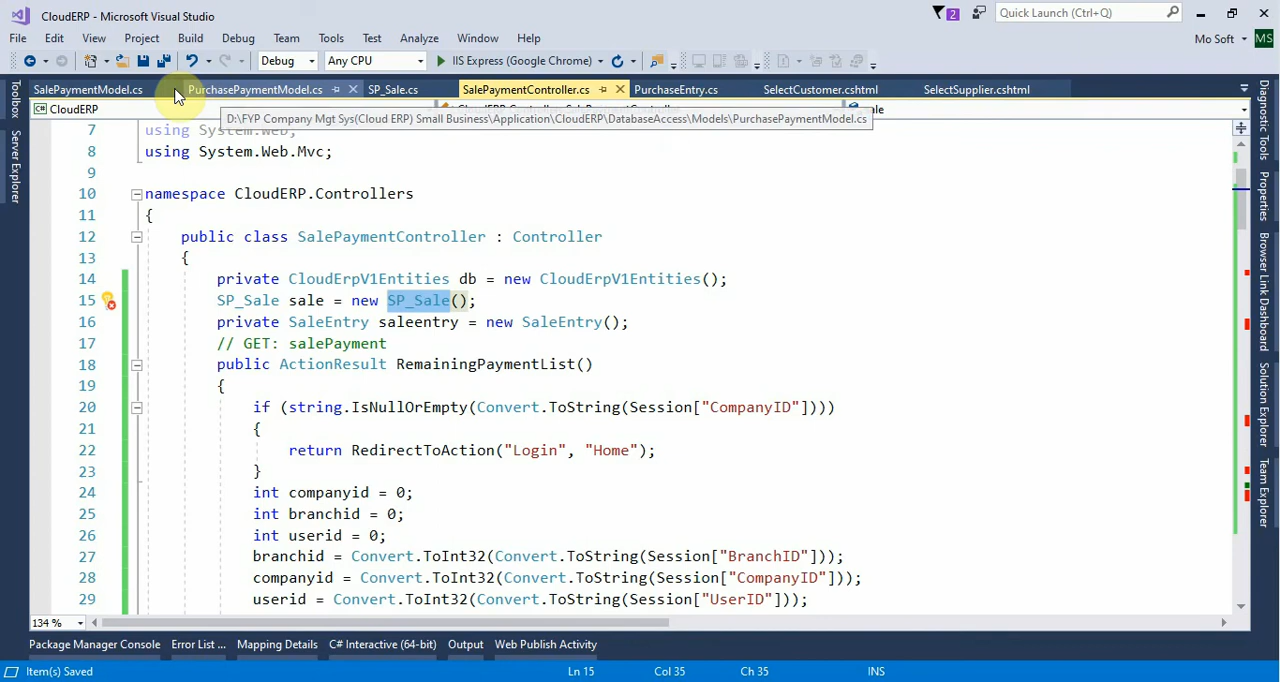 CloudERP - Microsoft Visual Studio
2
Quick Launch (Ctrl+Q)
File Edit View Project Build Debug Team Tools Test Analyze Window Help
Mo Soft MS
Debug Any CPU IIS Express (Google Chrome)
SalePaymentModel.cs PurchasePaymentModel.cs SP_Sale.cs SalePaymentController.cs PurchaseEntry.cs SelectCustomer.cshtml SelectSupplier.cshtml
CloudERP
D:\FYP Company Mgt Sys(Cloud ERP) Small Business\Application\CloudERP\DatabaseAccess\Models\PurchasePaymentModel.cs
7 using System.Web;
8 using System.Web.Mvc;
9
10 namespace CloudERP.Controllers
11 {
12 public class SalePaymentController : Controller
13 {
14 private CloudErpV1Entities db = new CloudErpV1Entities();
15 SP_Sale sale = new SP_Sale();
16 private SaleEntry saleentry = new SaleEntry();
17 // GET: salePayment
18 public ActionResult RemainingPaymentList()
19 {
20 if (string.IsNullOrEmpty(Convert.ToString(Session["CompanyID"])))
21 {
22 return RedirectToAction("Login", "Home");
23 }
24 int companyid = 0;
25 int branchid = 0;
26 int userid = 0;
27 branchid = Convert.ToInt32(Convert.ToString(Session["BranchID"]));
28 companyid = Convert.ToInt32(Convert.ToString(Session["CompanyID"]));
29 userid = Convert.ToInt32(Convert.ToString(Session["UserID"]));
134 %
Package Manager Console Error List ... Mapping Details C# Interactive (64-bit) Output Web Publish Activity
Item(s) Saved Ln 15 Col 35 Ch 35 INS
Toolbox
Server Explorer
Diagnostic Tools
Properties
Browser Link Dashboard
Solution Explorer
Team Explorer